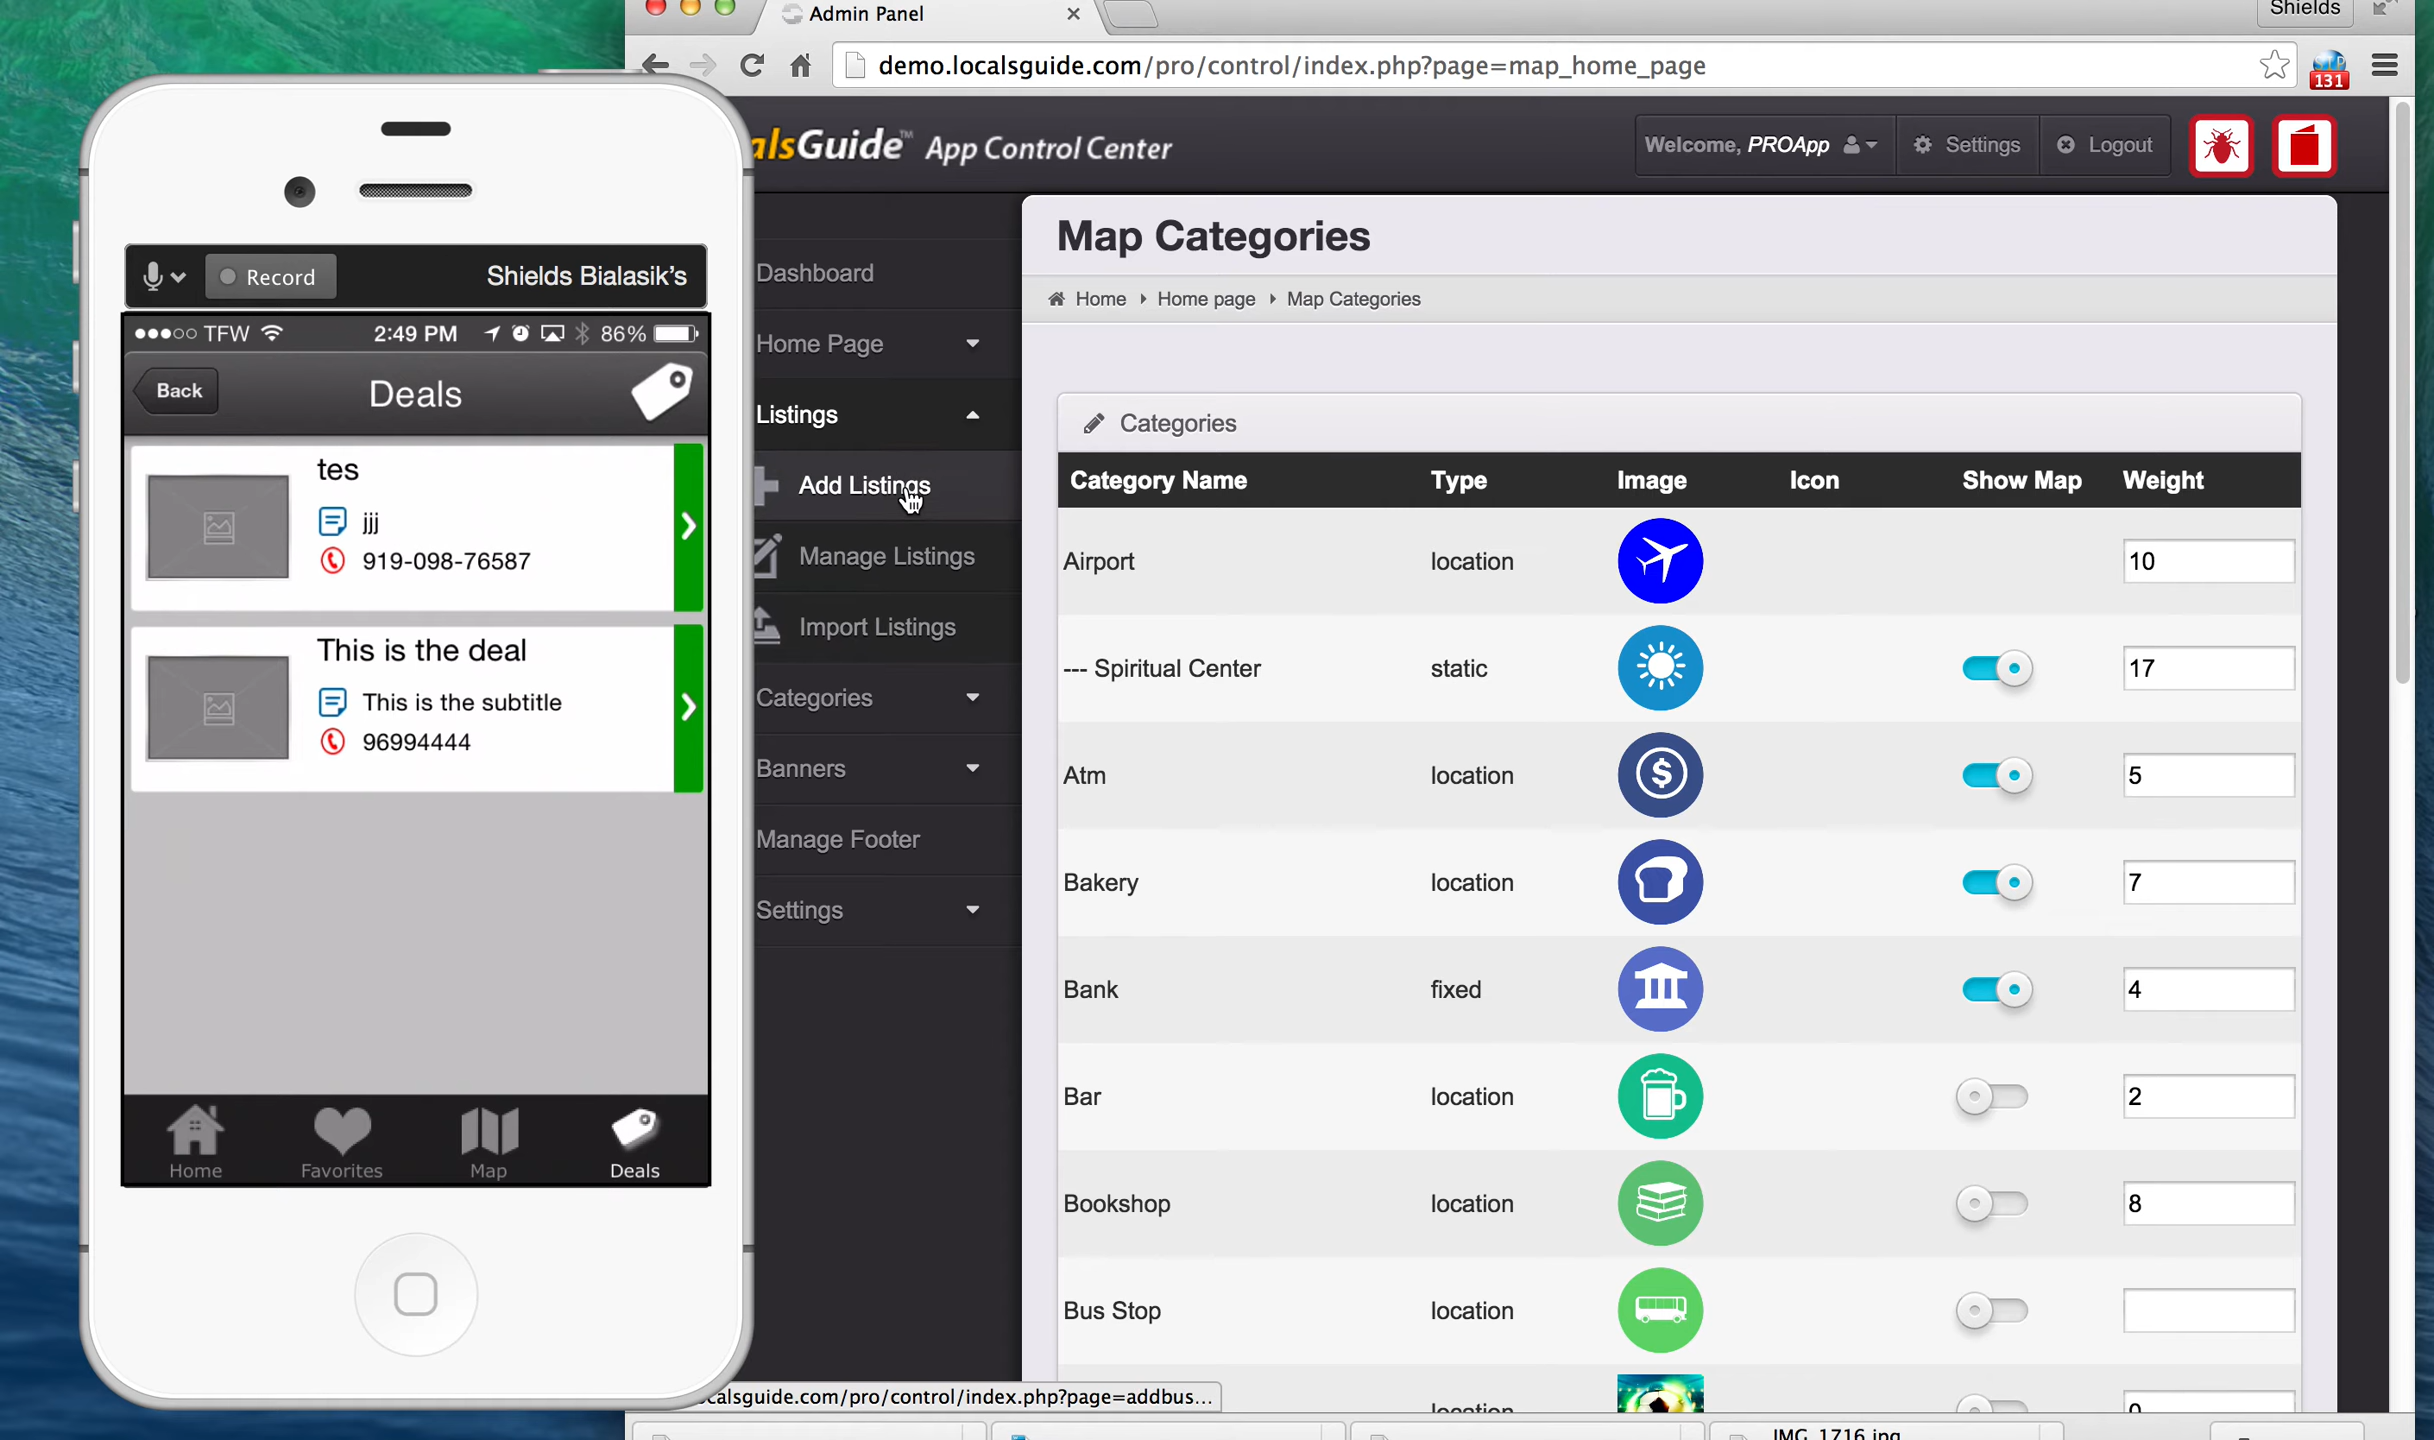 Admin Panel
Shields
demo.localsguide.com/pro/control/index.php?page=map_home_page
131
alsGuide™ App Control Center
Welcome, PROApp
Settings
Logout
Record
Shields Bialasik's
TFW
2:49 PM
86%
Back
Deals
tes
jjj
919-098-76587
This is the deal
This is the subtitle
96994444
Home
Favorites
Map
Deals
Dashboard
Home Page
Listings
Add Listings
Manage Listings
Import Listings
Categories
Banners
Manage Footer
Settings
Map Categories
Home
Home page
Map Categories
Categories
Category Name Type Image Icon Show Map Weight
Airport location 10
--- Spiritual Center static 17
Atm location 5
Bakery location 7
Bank fixed 4
Bar location 2
Bookshop location 8
Bus Stop location
location 0
calsguide.com/pro/control/index.php?page=addbus...
IMG_1716.jpg